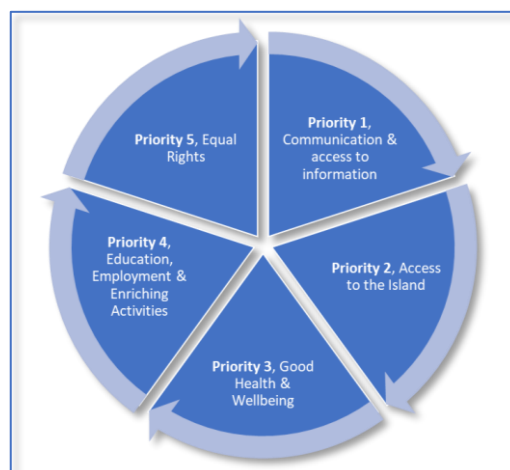 Priority 1,
Communication &
access to
information
Priority 2, Access
to the Island
Priority 3, Good
Health &
Wellbeing
Priority 4,
Education,
Employment &
Enriching
Activities
Priority 5, Equal
Rights